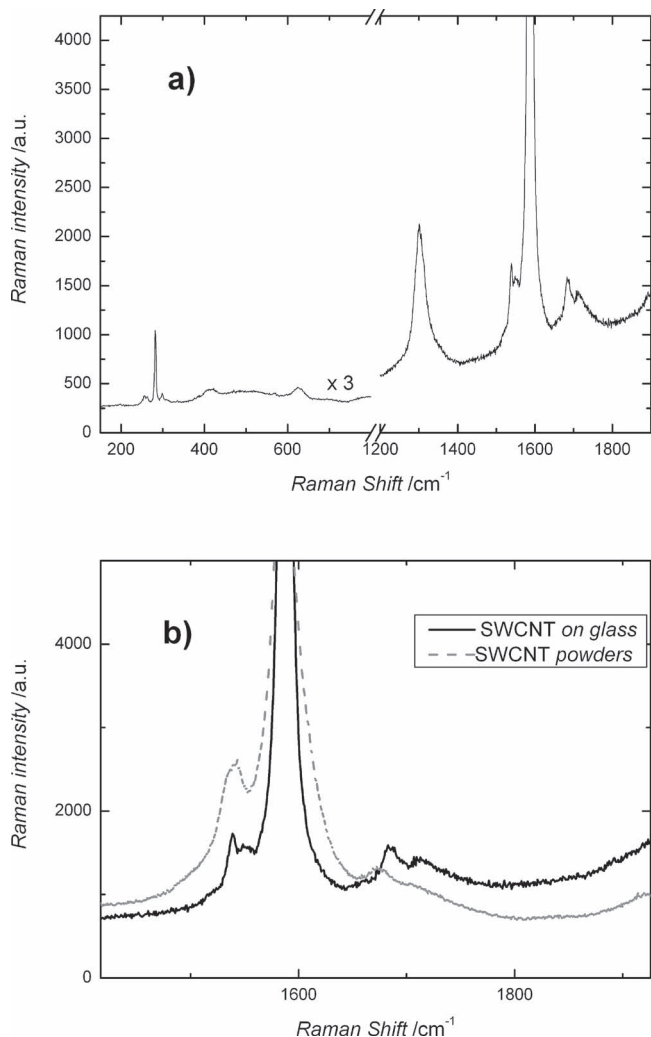 4000
3500
3000
2500
2000
1500
1000
500
0
a)
x 3
200 400 600 1200 1400 1600 1800
Raman intensity /a.u.
Raman Shift /cm-1
b)
SWCNT on glass
SWCNT powders
4000
2000
0
1600 1800
Raman intensity /a.u.
Raman Shift /cm-1